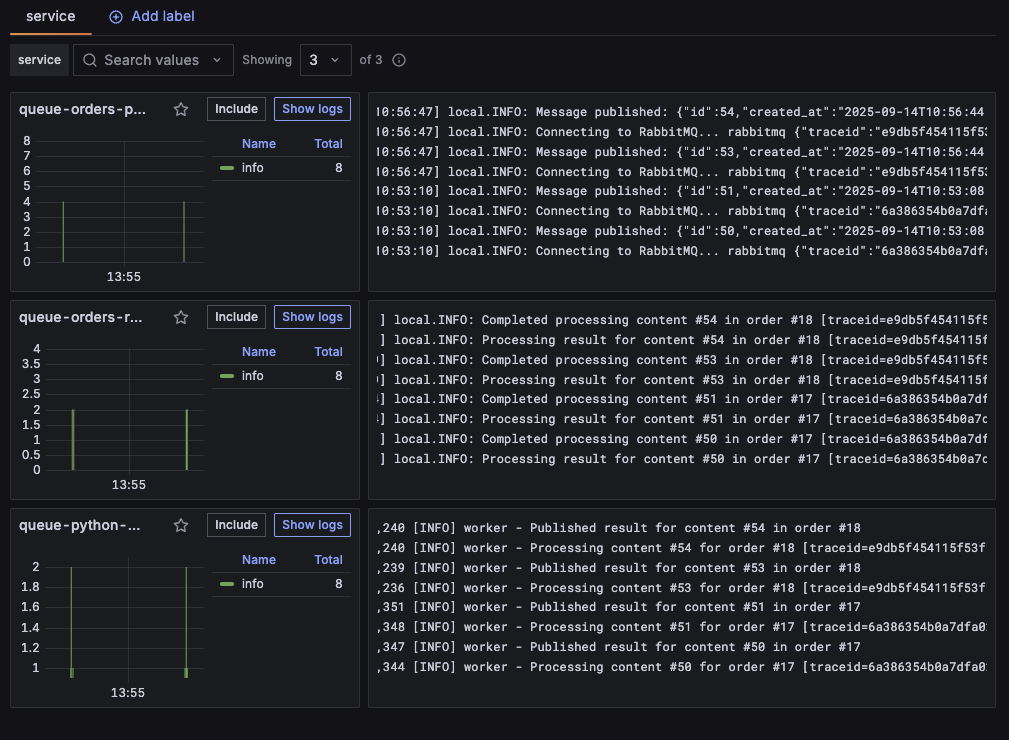 service
Add label
service
Search values
Showing
3
of 3
queue-orders-p...
Include
Show logs
Name Total
info 8
8
7
6
5
4
3
2
1
0
13:55
10:56:47] local.INFO: Message published: {"id":54,"created_at":"2025-09-14T10:56:44
10:56:47] local.INFO: Connecting to RabbitMQ... rabbitmq {"traceid":"e9db5f454115f53
10:56:47] local.INFO: Message published: {"id":53,"created_at":"2025-09-14T10:56:44
10:56:47] local.INFO: Connecting to RabbitMQ... rabbitmq {"traceid":"e9db5f454115f53
10:53:10] local.INFO: Message published: {"id":51,"created_at":"2025-09-14T10:53:08
10:53:10] local.INFO: Connecting to RabbitMQ... rabbitmq {"traceid":"6a386354b0a7dfa
10:53:10] local.INFO: Message published: {"id":50,"created_at":"2025-09-14T10:53:08
10:53:10] local.INFO: Connecting to RabbitMQ... rabbitmq {"traceid":"6a386354b0a7dfa
queue-orders-r...
Include
Show logs
Name Total
info 8
4
3.5
3
2.5
2
1.5
1
0.5
0
13:55
] local.INFO: Completed processing content #54 in order #18 [traceid=e9db5f454115f5
] local.INFO: Processing result for content #54 in order #18 [traceid=e9db5f454115f
] local.INFO: Completed processing content #53 in order #18 [traceid=e9db5f454115f5
] local.INFO: Processing result for content #53 in order #18 [traceid=e9db5f454115f
] local.INFO: Completed processing content #51 in order #17 [traceid=6a386354b0a7df
] local.INFO: Processing result for content #51 in order #17 [traceid=6a386354b0a7d
] local.INFO: Completed processing content #50 in order #17 [traceid=6a386354b0a7df
] local.INFO: Processing result for content #50 in order #17 [traceid=6a386354b0a7d
queue-python-...
Include
Show logs
Name Total
info 8
2
1.8
1.6
1.4
1.2
1
13:55
,240 [INFO] worker - Published result for content #54 in order #18
,240 [INFO] worker - Processing content #54 for order #18 [traceid=e9db5f454115f53f
,239 [INFO] worker - Published result for content #53 in order #18
,236 [INFO] worker - Processing content #53 for order #18 [traceid=e9db5f454115f53f
,351 [INFO] worker - Published result for content #51 in order #17
,348 [INFO] worker - Processing content #51 for order #17 [traceid=6a386354b0a7dfa
,347 [INFO] worker - Published result for content #50 in order #17
,344 [INFO] worker - Processing content #50 for order #17 [traceid=6a386354b0a7dfa